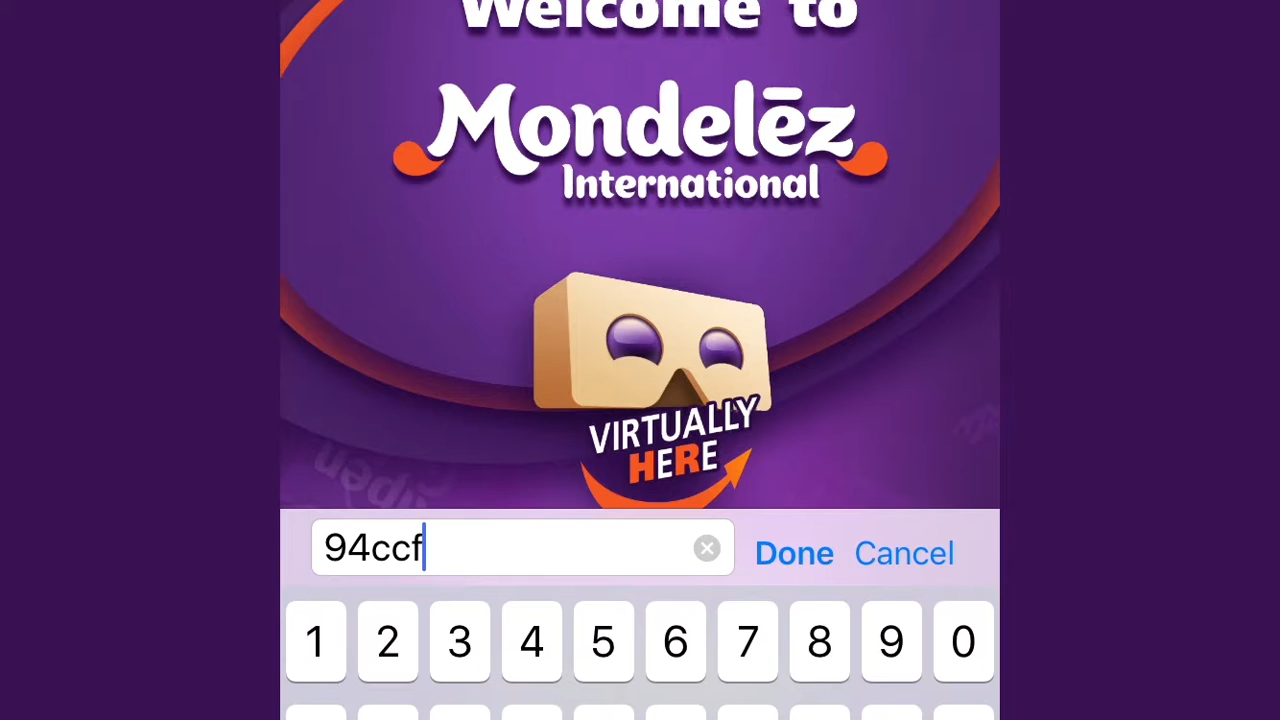 Welcome to
Mondelēz
International
VIRTUALLY
HERE
94ccf
Done Cancel
1 2 3 4 5 6 7 8 9 0